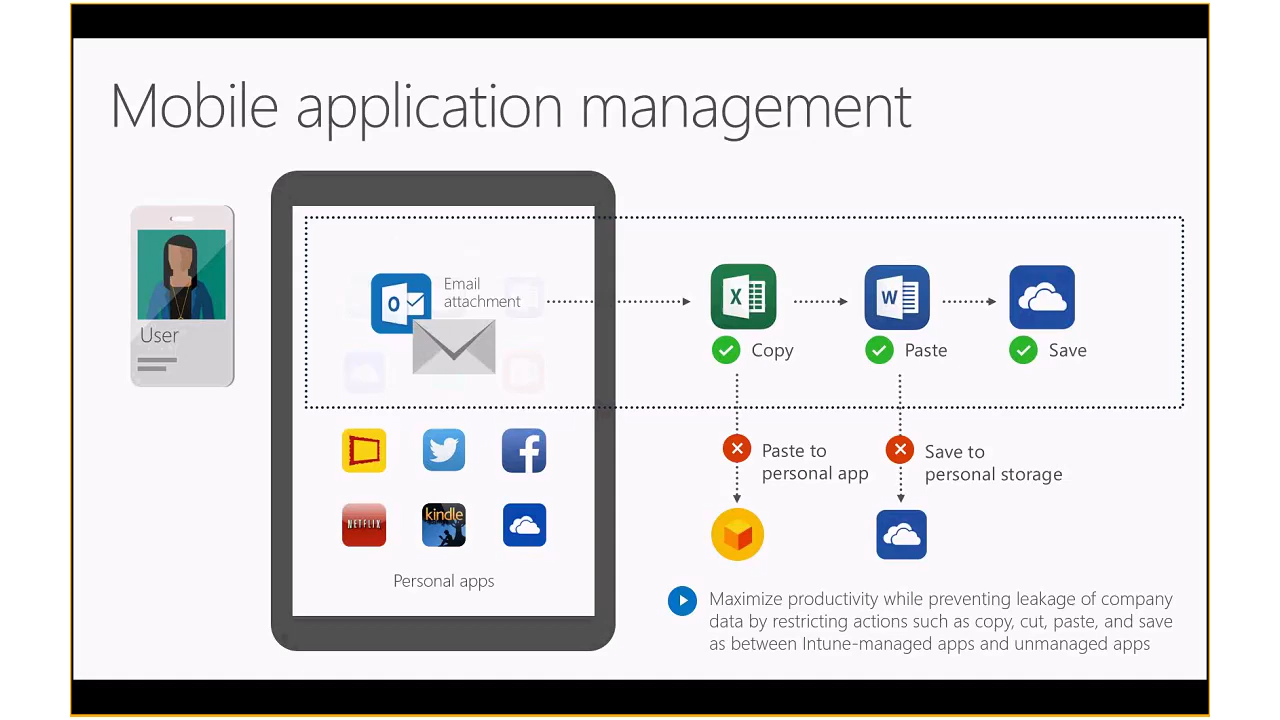 Mobile application management
User
Email
attachment
Copy
Paste
Save
Paste to
personal app
Save to
personal storage
NETFLIX
kindle
Personal apps
Maximize productivity while preventing leakage of company
data by restricting actions such as copy, cut, paste, and save
as between Intune-managed apps and unmanaged apps